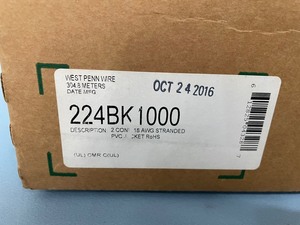 WEST PENN WIRE
304.8 METERS
DATE MFG
OCT 24 2016
224BK1000
DESCRIPTION: 2 COND 18 AWG STRANDED
PVC JACKET RoHS
(UL) CMR C(UL)